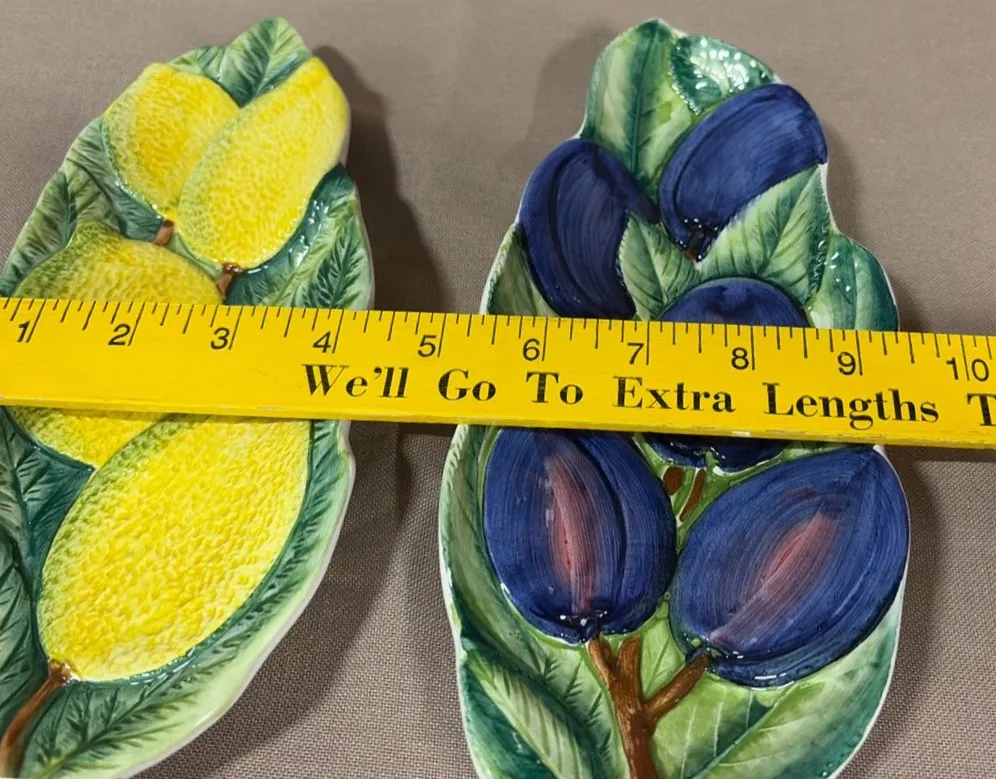 1 2 3 4 5 6 7 8 9 10
We'll Go To Extra Lengths T